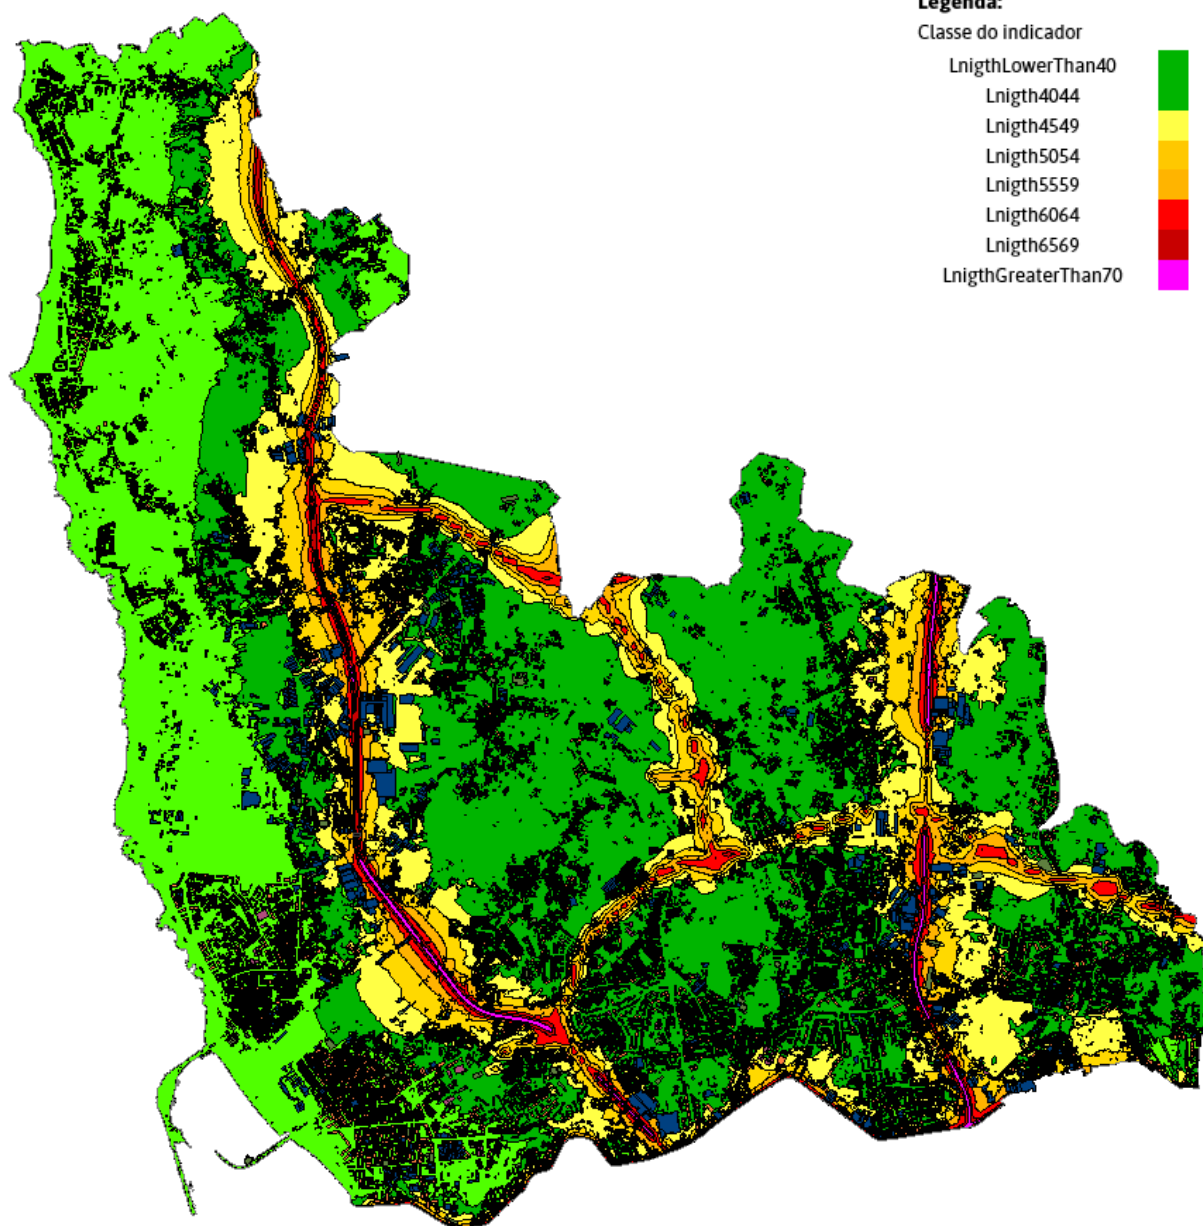 Legenda:
Classe do indicador
LnigthLowerThan40
Lnigth4044
Lnigth4549
Lnigth5054
Lnigth5559
Lnigth6064
Lnigth6569
LnigthGreaterThan70